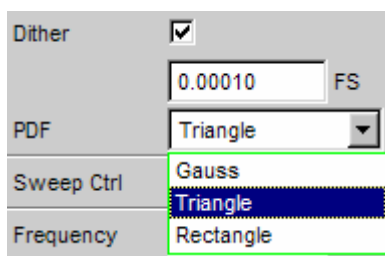 Dither
0.00010 FS
PDF Triangle
Gauss
Sweep Ctrl
Triangle
Frequency Rectangle